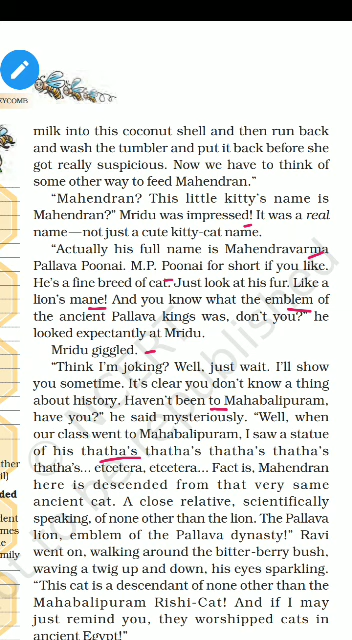 EYCOMB
milk into this coconut shell and then run back
and wash the tumbler and put it back before she
got really suspicious. Now we have to think of
some other way to feed Mahendran.”
“Mahendran? This little kitty’s name is
Mahendran?” Mridu was impressed! It was a real
name—not just a cute kitty-cat name.
“Actually his full name is Mahendravarma
Pallava Poonai. M.P. Poonai for short if you like.
He’s a fine breed of cat. Just look at his fur. Like a
lion’s mane! And you know what the emblem of
the ancient Pallava kings was, don’t you?” he
looked expectantly at Mridu.
Mridu giggled.
“Think I’m joking? Well, just wait. I’ll show
you sometime. It’s clear you don’t know a thing
about history. Haven’t been to Mahabalipuram,
have you?” he said mysteriously. “Well, when
our class went to Mahabalipuram, I saw a statue
of his thatha’s thatha’s thatha’s thatha’s
thatha’s... etcetera, etcetera... Fact is, Mahendran
here is descended from that very same
ancient cat. A close relative, scientifically
speaking, of none other than the lion. The Pallava
lion, emblem of the Pallava dynasty!” Ravi
went on, walking around the bitter-berry bush,
waving a twig up and down, his eyes sparkling.
“This cat is a descendant of none other than the
Mahabalipuram Rishi-Cat! And if I may
just remind you, they worshipped cats in
ancient Egypt!”